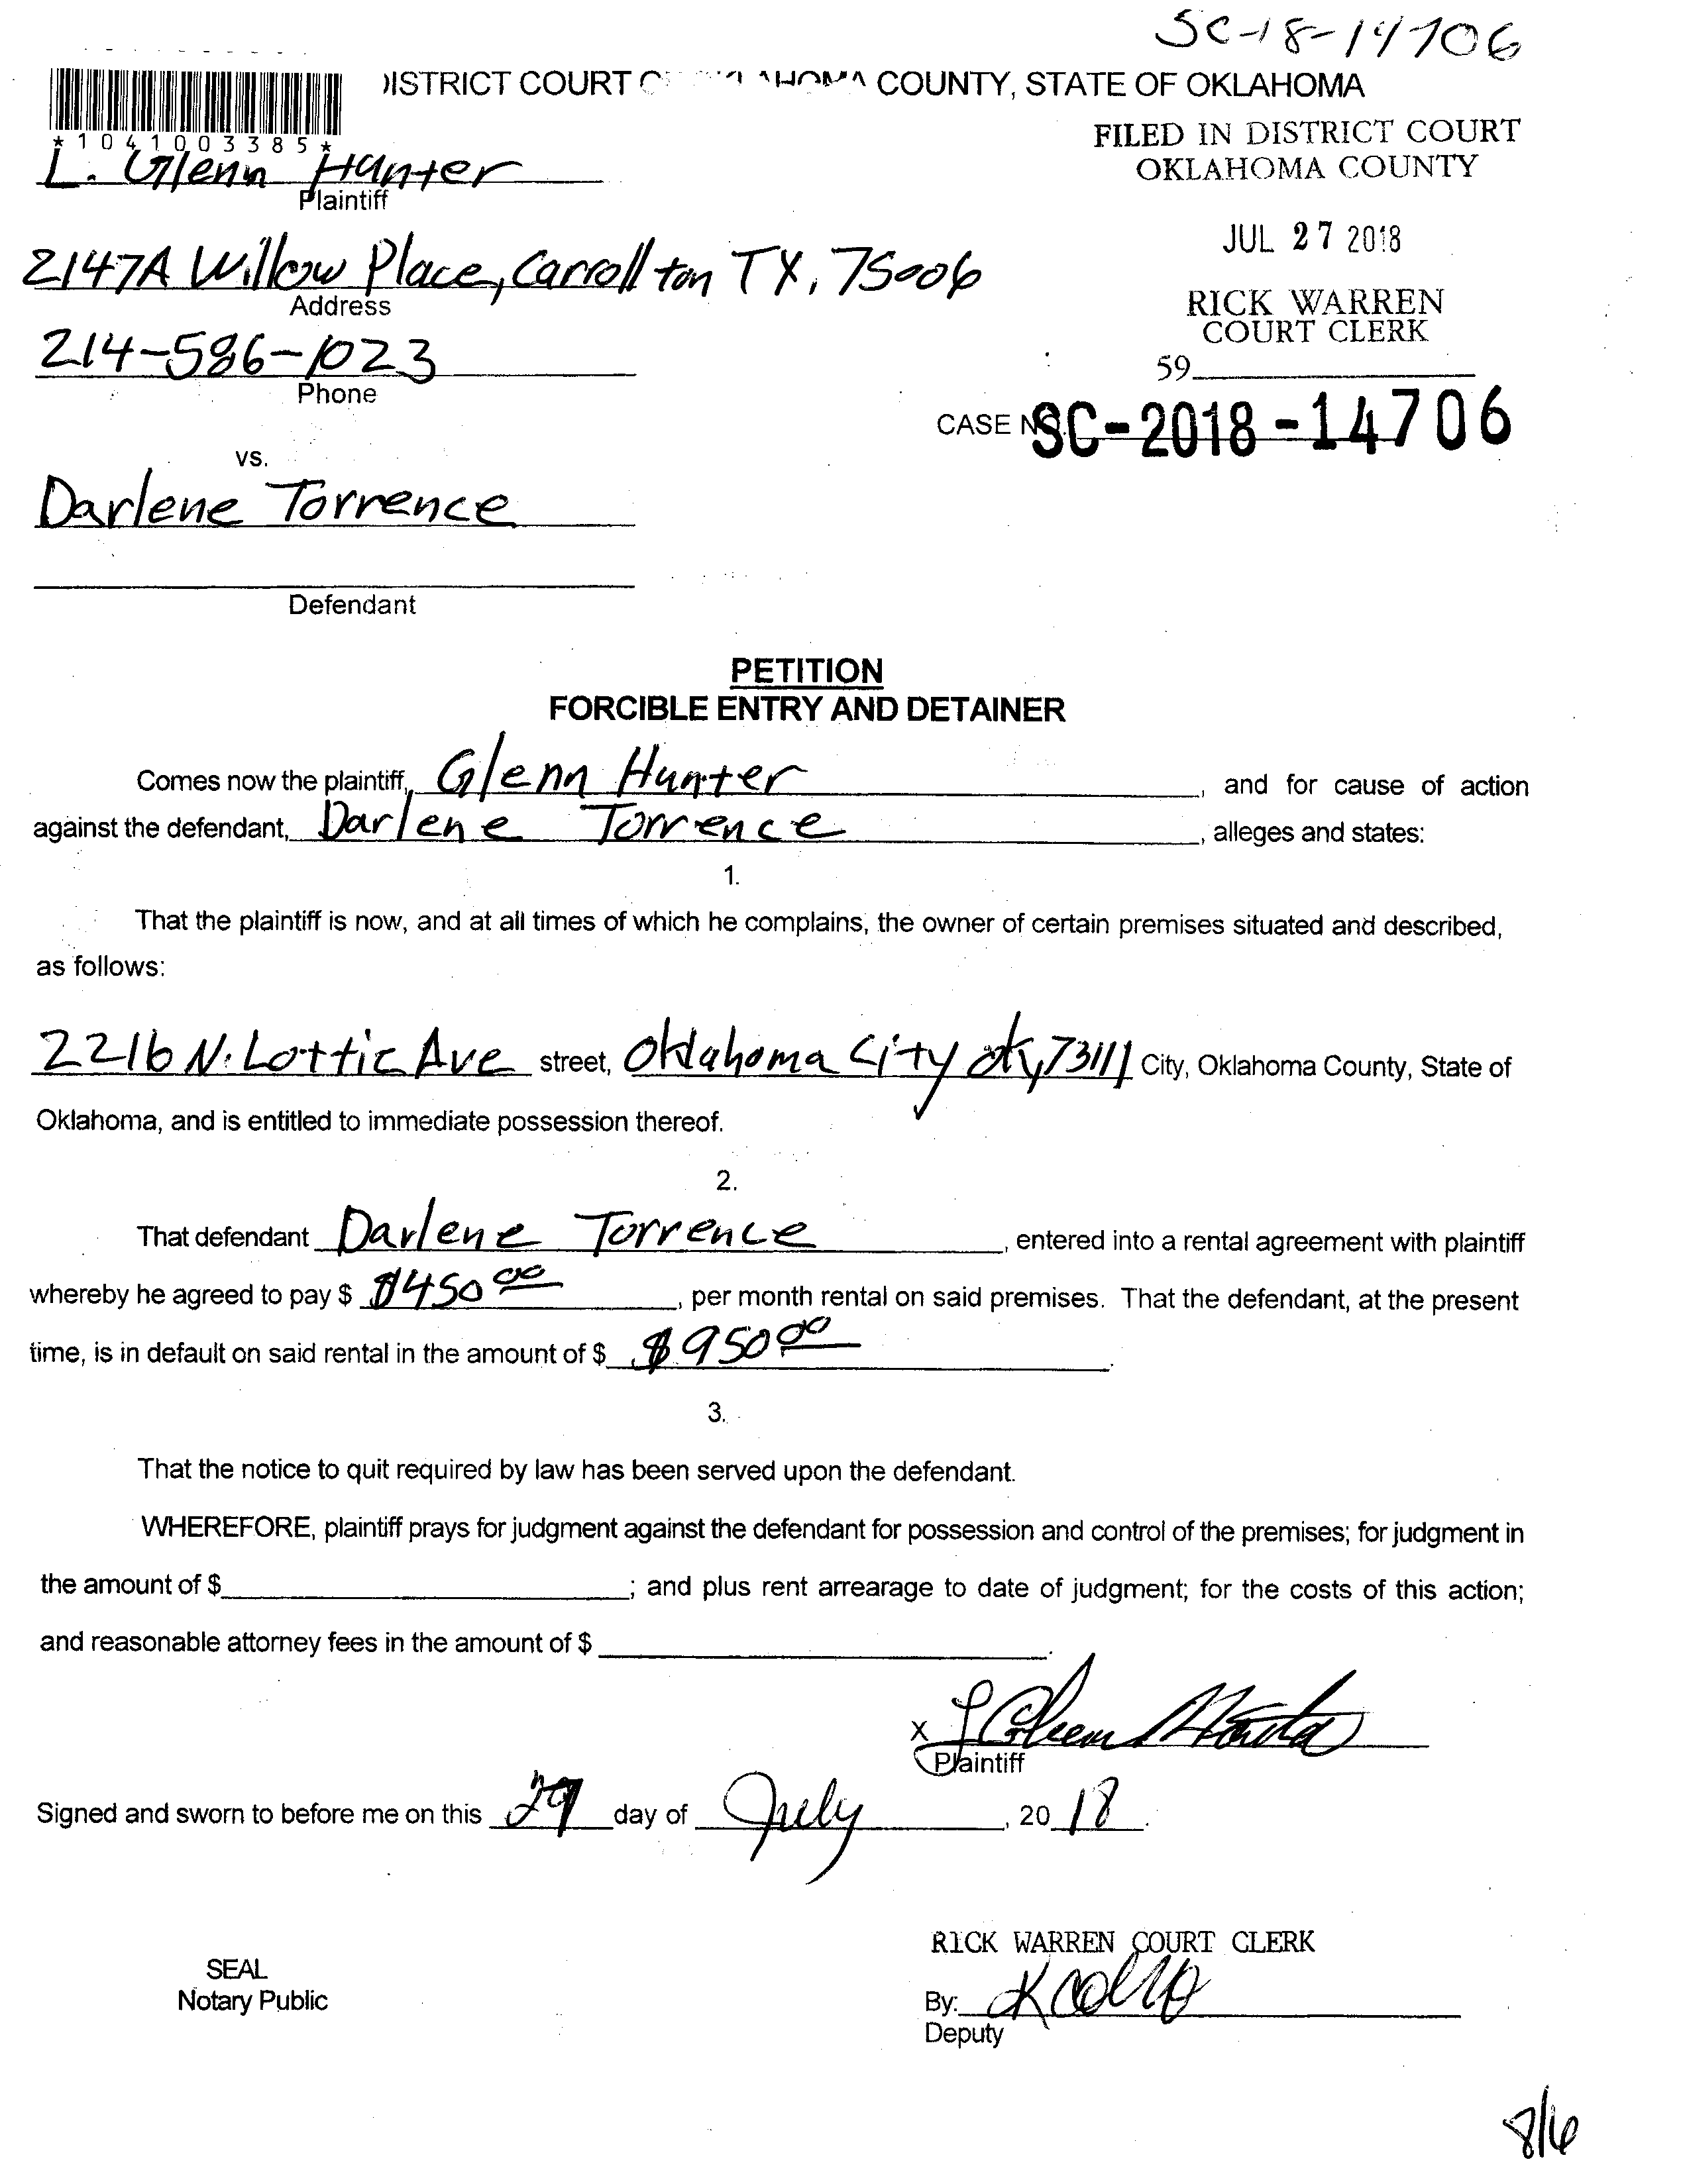 SC-18-14706
ISTRICT COURT COUNTY, STATE OF OKLAHOMA
*1041003385*
FILED IN DISTRICT COURT
OKLAHOMA COUNTY
L. Glenn Hunter
Plaintiff
JUL 27 2018
2147A Willow Place, Carrollton TX, 75006
Address
RICK WARREN
COURT CLERK
214-586-1023
Phone
59
CASE NO. SC-2018-14706
vs.
Darlene Torrence
Defendant
PETITION
FORCIBLE ENTRY AND DETAINER
Comes now the plaintiff, Glenn Hunter, and for cause of action
against the defendant, Darlene Torrence, alleges and states:
1.
That the plaintiff is now, and at all times of which he complains, the owner of certain premises situated and described,
as follows:
2216 N. Lottie Ave street, Oklahoma City ok, 73111 City, Oklahoma County, State of
Oklahoma, and is entitled to immediate possession thereof.
2.
That defendant Darlene Torrence, entered into a rental agreement with plaintiff
whereby he agreed to pay $ $450 00, per month rental on said premises. That the defendant, at the present
time, is in default on said rental in the amount of $ $950 00.
3.
That the notice to quit required by law has been served upon the defendant.
WHEREFORE, plaintiff prays for judgment against the defendant for possession and control of the premises; for judgment in
the amount of $ ; and plus rent arrearage to date of judgment; for the costs of this action;
and reasonable attorney fees in the amount of $ .
X L Glenn Hunter
Plaintiff
Signed and sworn to before me on this day of July, 20 18.
RICK WARREN COURT CLERK
SEAL
Notary Public
By:
Deputy
8/6